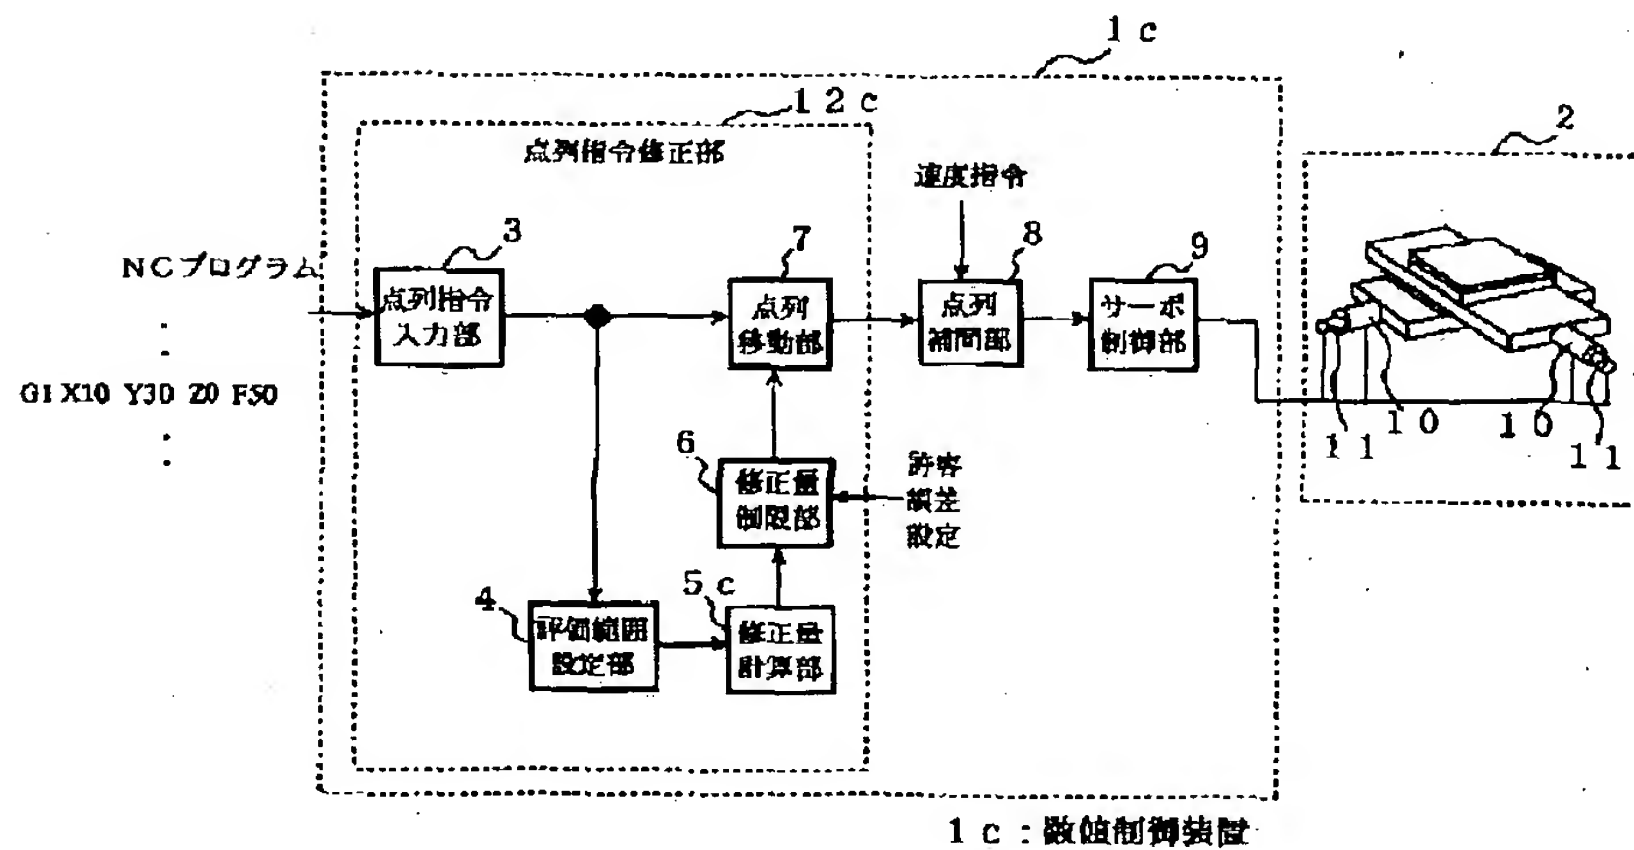 1c
12c
2
点列指令修正部
速度指令
3
7
8
9
NCプログラム
点列指令
入力部
点列
移動部
点列
補間部
サーボ
制御部
G1 X10 Y30 Z0 F50
10
10
11
11
6
修正量
制限部
許容
誤差
設定
4
5c
評価範囲
設定部
修正量
計算部
1c:数値制御装置